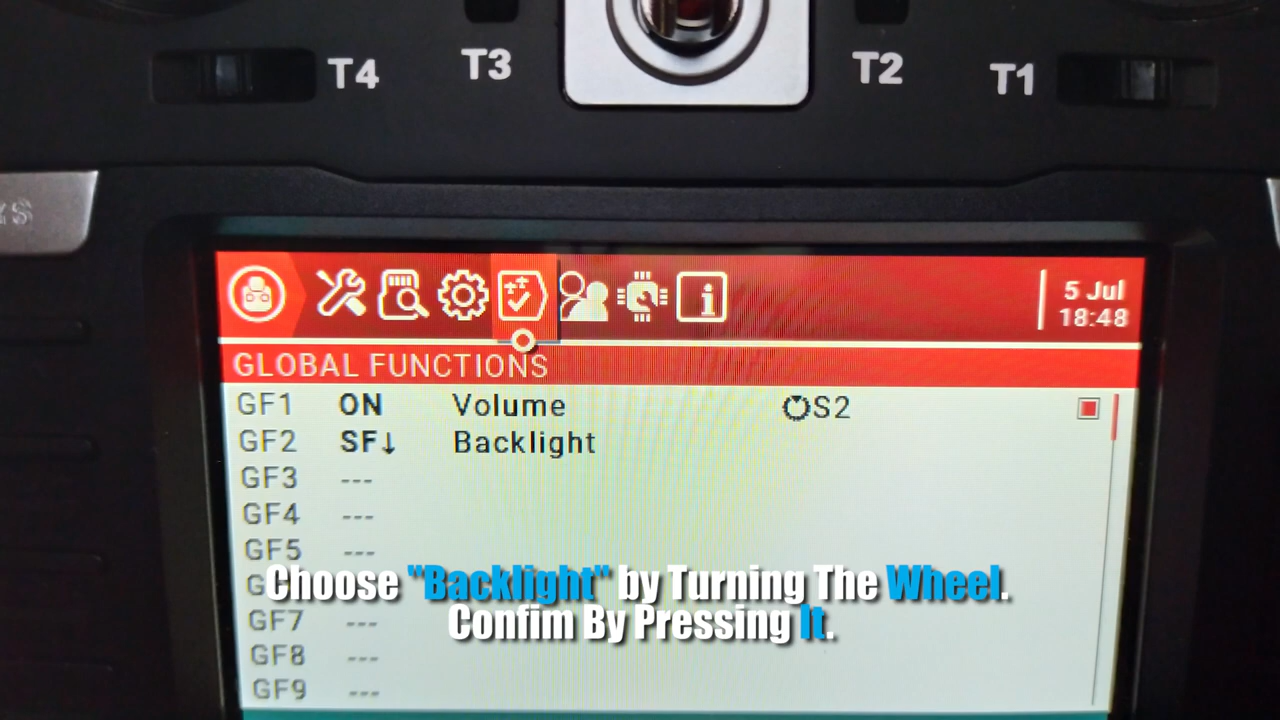 T4
T3
T2
T1
5 Jul
18:48
GLOBAL FUNCTIONS
GF1 ON Volume S2
GF2 SF↓ Backlight
GF3 ---
GF4 ---
GF5 ---
Choose "Backlight" by Turning The Wheel.
Confim By Pressing It.
GF7 ---
GF8 ---
GF9 ---